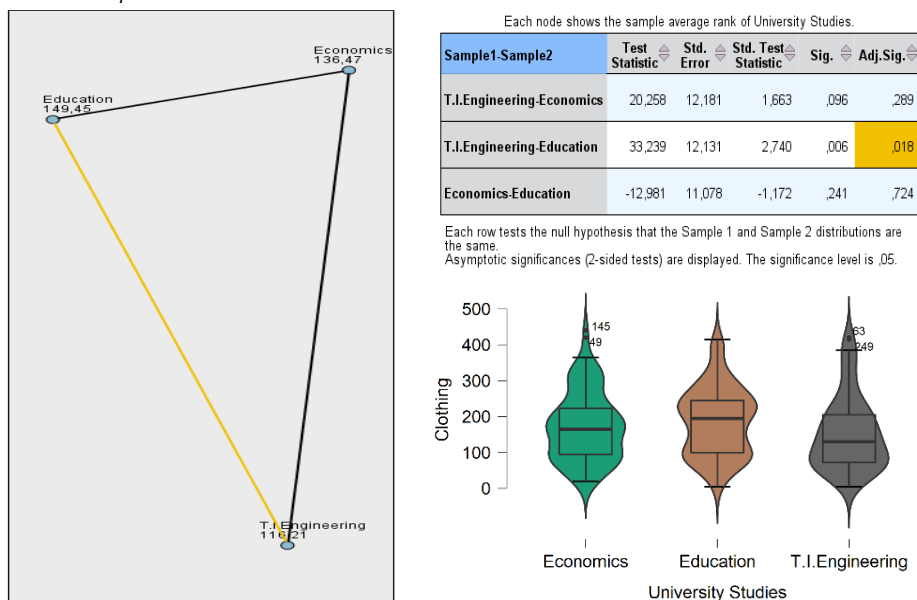 Economics
136,47
Education
149,45
T.I.Engineering
116,21
Each node shows the sample average rank of University Studies.
Sample1-Sample2 Test Statistic Std. Error Std. Test Statistic Sig. Adj.Sig.
T.I.Engineering-Economics 20,258 12,181 1,663 ,096 ,289
T.I.Engineering-Education 33,239 12,131 2,740 ,006 ,018
Economics-Education -12,981 11,078 -1,172 ,241 ,724
Each row tests the null hypothesis that the Sample 1 and Sample 2 distributions are
the same.
Asymptotic significances (2-sided tests) are displayed. The significance level is ,05.
Clothing
500
400
300
200
100
0
145
49
63
249
Economics Education T.I.Engineering
University Studies